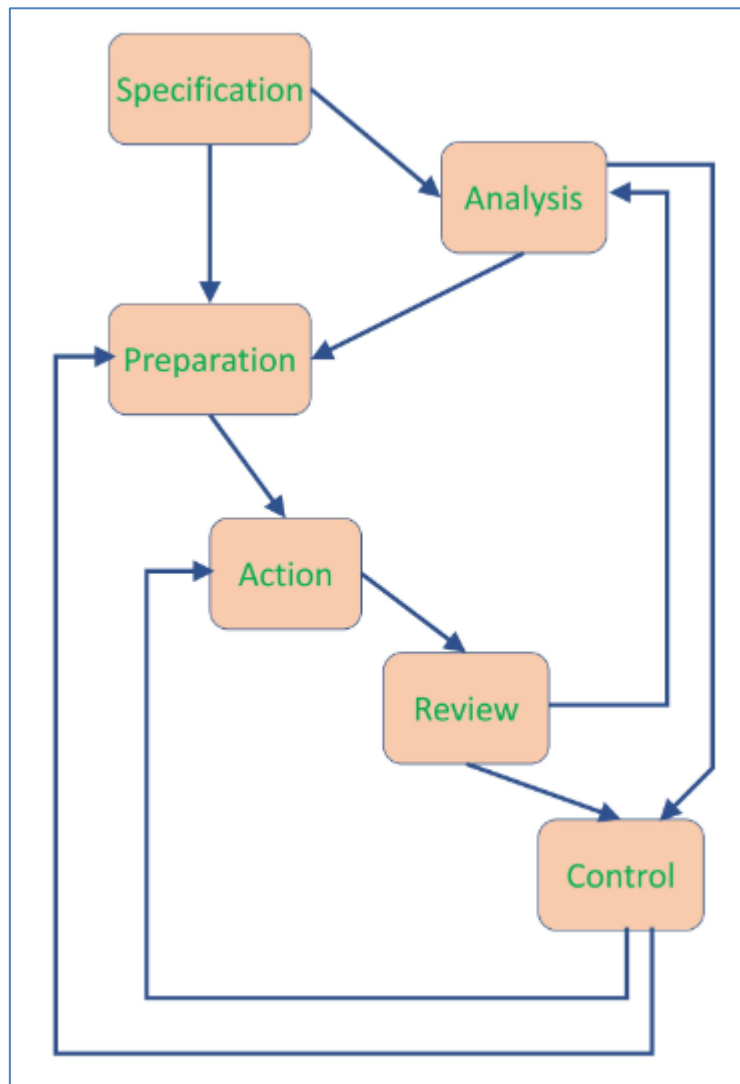 Specification
Analysis
Preparation
Action
Review
Control